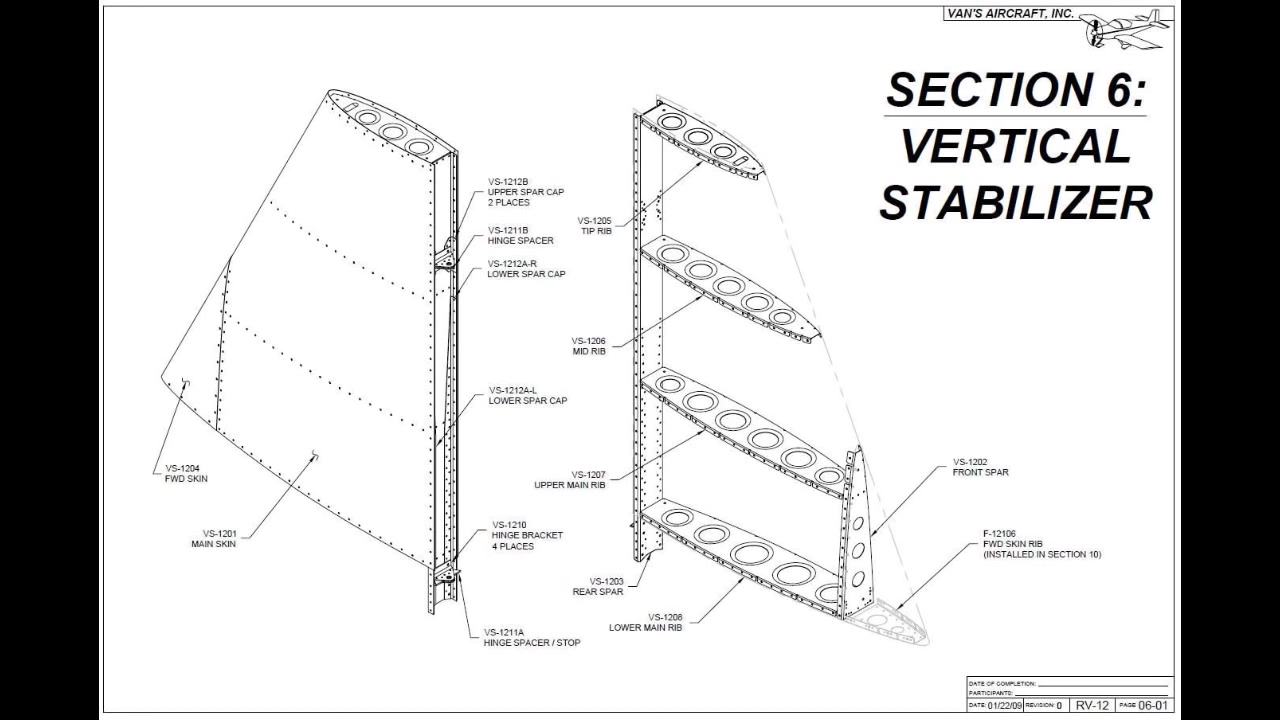 VAN'S AIRCRAFT, INC.
SECTION 6:
VERTICAL
STABILIZER
VS-1212B
UPPER SPAR CAP
2 PLACES
VS-1211B
HINGE SPACER
VS-1212A-R
LOWER SPAR CAP
VS-1212A-L
LOWER SPAR CAP
VS-1204
FWD SKIN
VS-1201
MAIN SKIN
VS-1210
HINGE BRACKET
4 PLACES
VS-1211A
HINGE SPACER / STOP
VS-1205
TIP RIB
VS-1206
MID RIB
VS-1207
UPPER MAIN RIB
VS-1203
REAR SPAR
VS-1208
LOWER MAIN RIB
VS-1202
FRONT SPAR
F-12106
FWD SKIN RIB
(INSTALLED IN SECTION 10)
DATE OF COMPLETION:
PARTICIPANTS:
DATE: 01/22/09 REVISION: 0 RV-12 PAGE 06-01